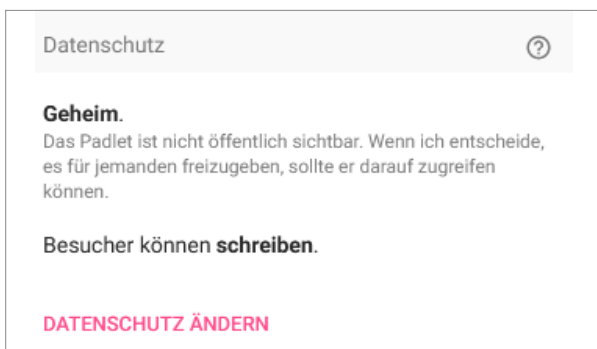 Datenschutz
Geheim.
Das Padlet ist nicht öffentlich sichtbar. Wenn ich entscheide,
es für jemanden freizugeben, sollte er darauf zugreifen
können.
Besucher können schreiben.
DATENSCHUTZ ÄNDERN